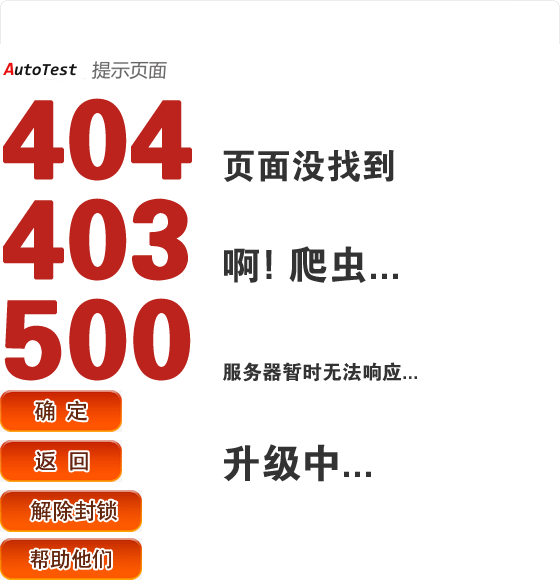 AutoTest 提示页面
404 页面没找到
403 啊! 爬虫...
500 服务器暂时无法响应...
确 定
返 回 升级中...
解除封锁
帮助他们